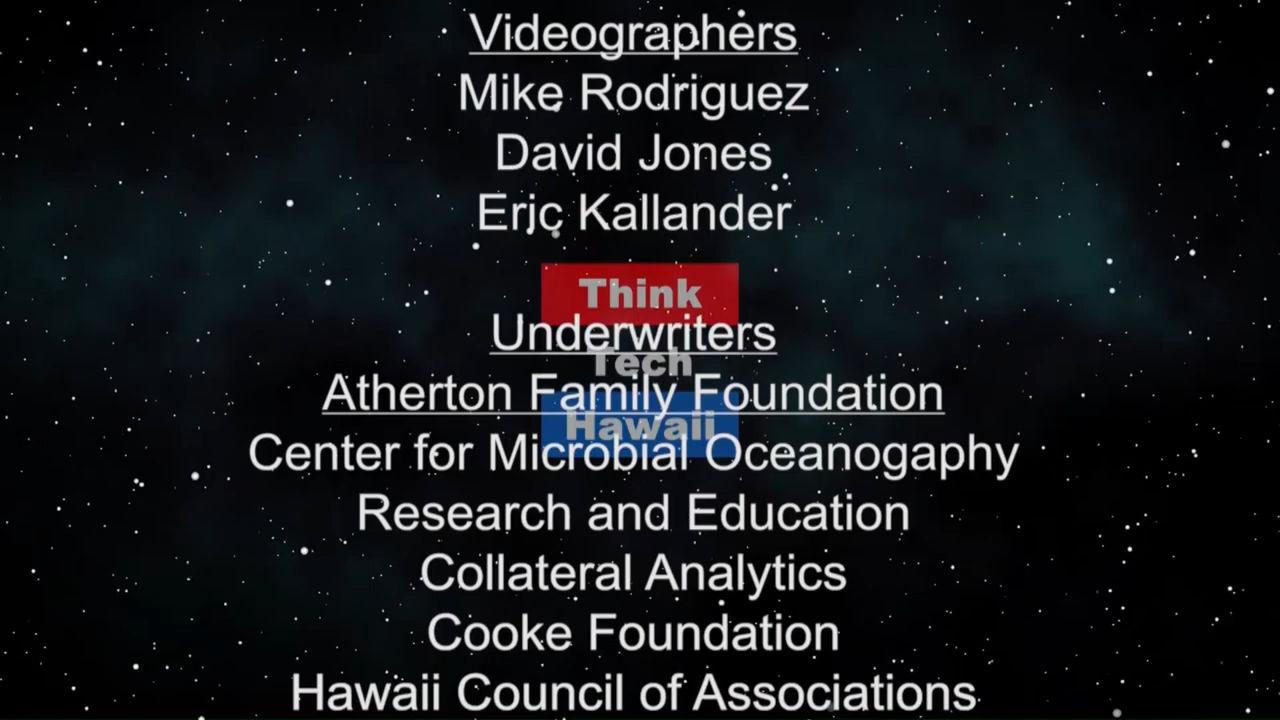 Videographers
Mike Rodriguez
David Jones
Eric Kallander
Think
Underwriters
Tech
Atherton Family Foundation
Hawaii
Center for Microbial Oceanogaphy
Research and Education
Collateral Analytics
Cooke Foundation
Hawaii Council of Associations